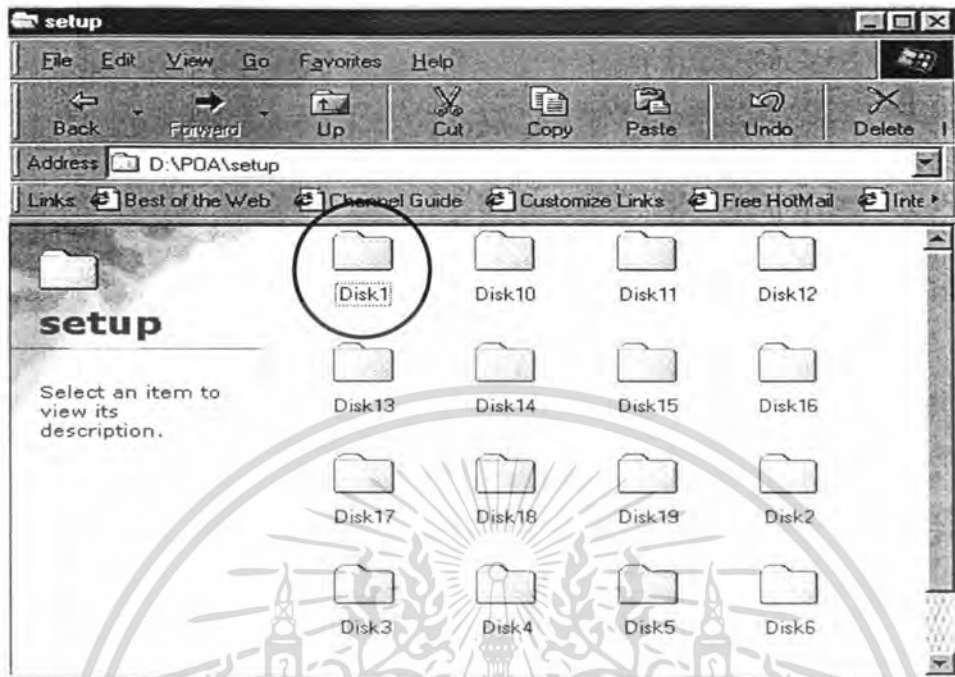 setup
File Edit View Go Favorites Help
Back Forward Up Cut Copy Paste Undo Delete
Address D:\POA\setup
Links Best of the Web Channel Guide Customize Links Free HotMail Inte
Disk1 Disk10 Disk11 Disk12
setup
Select an item to
view its
description.
Disk13 Disk14 Disk15 Disk16
Disk17 Disk18 Disk19 Disk2
Disk3 Disk4 Disk5 Disk6